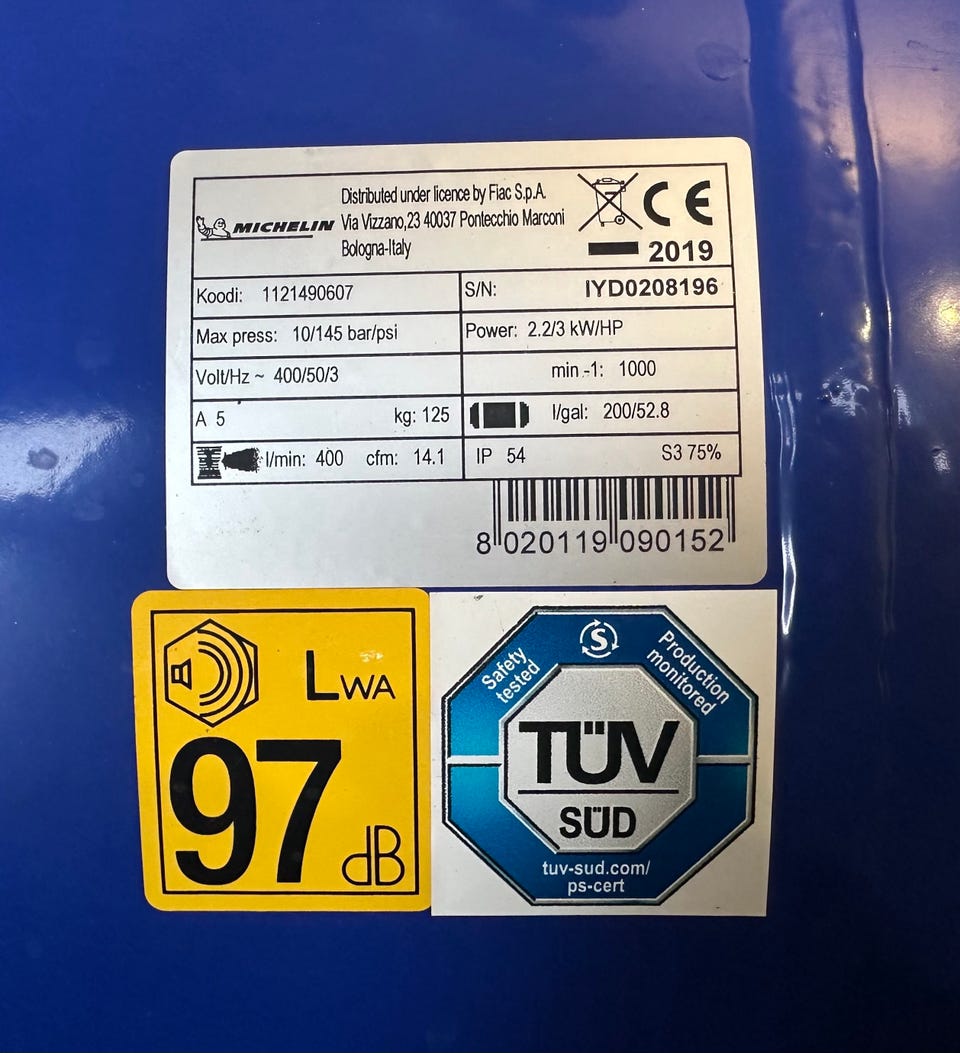 MICHELIN
Distributed under licence by Fiac S.p.A.
Via Vizzano,23 40037 Pontecchio Marconi
Bologna-Italy
CE
2019
Koodi: 1121490607
S/N: IYD0208196
Max press: 10/145 bar/psi
Power: 2.2/3 kW/HP
Volt/Hz ~ 400/50/3
min.-1: 1000
A 5 kg: 125
l/gal: 200/52.8
l/min: 400 cfm: 14.1
IP 54 S3 75%
8 020119 090152
LWA
97 dB
Safety
tested
S
Production
monitored
TÜV
SÜD
tuv-sud.com/
ps-cert